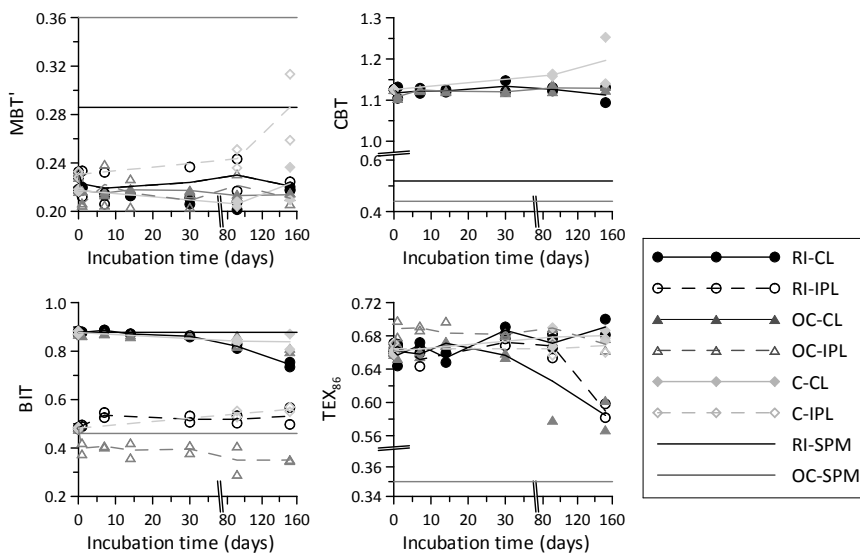 0.36
0.32
0.28
0.24
0.20
MBT'
0 10 20 30 80 120 160
Incubation time (days)
1.3
1.2
1.1
1.0
0.5
0.4
CBT
0 10 20 30 80 120 160
Incubation time (days)
1.0
0.8
0.6
0.4
0.2
BIT
0 10 20 30 80 120 160
Incubation time (days)
0.72
0.68
0.64
0.60
0.56
0.36
0.34
TEX86
0 10 20 30 80 120 160
Incubation time (days)
RI-CL
RI-IPL
OC-CL
OC-IPL
C-CL
C-IPL
RI-SPM
OC-SPM